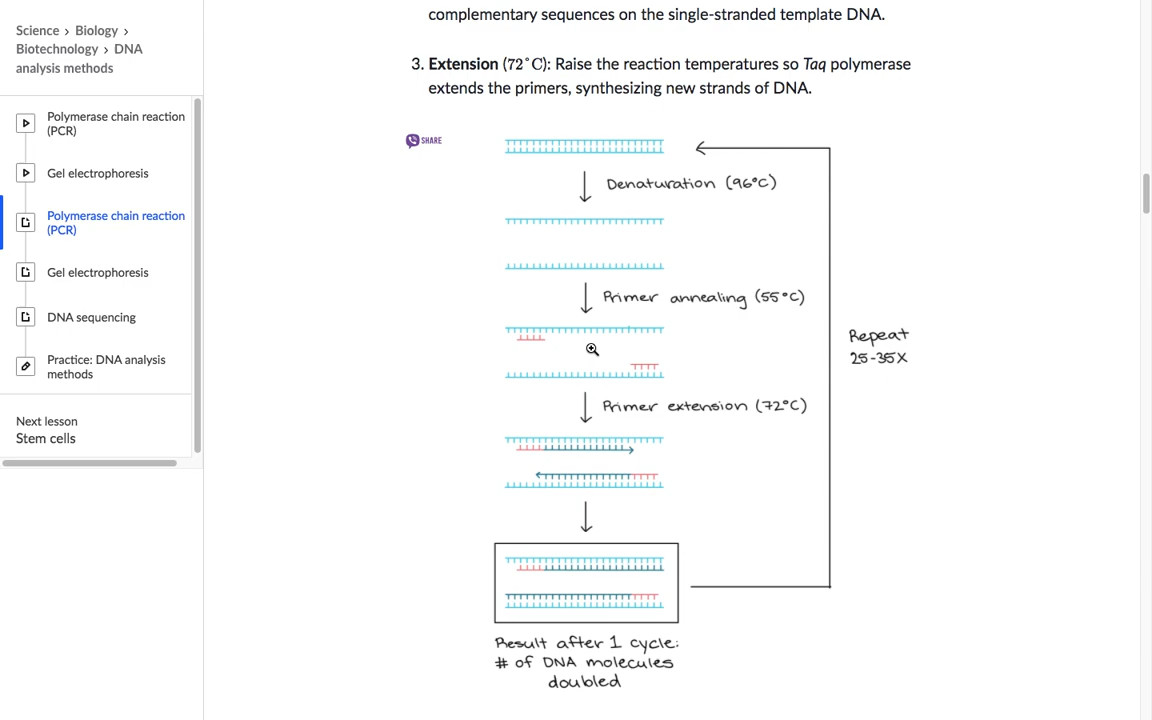 Science › Biology ›
Biotechnology › DNA
analysis methods
Polymerase chain reaction
(PCR)
Gel electrophoresis
Polymerase chain reaction
(PCR)
Gel electrophoresis
DNA sequencing
Practice: DNA analysis
methods
Next lesson
Stem cells
complementary sequences on the single-stranded template DNA.
3. Extension (72°C): Raise the reaction temperatures so Taq polymerase
extends the primers, synthesizing new strands of DNA.
SHARE
Denaturation (96°C)
Primer annealing (55°C)
Primer extension (72°C)
Repeat
25-35X
Result after 1 cycle:
# of DNA molecules
doubled